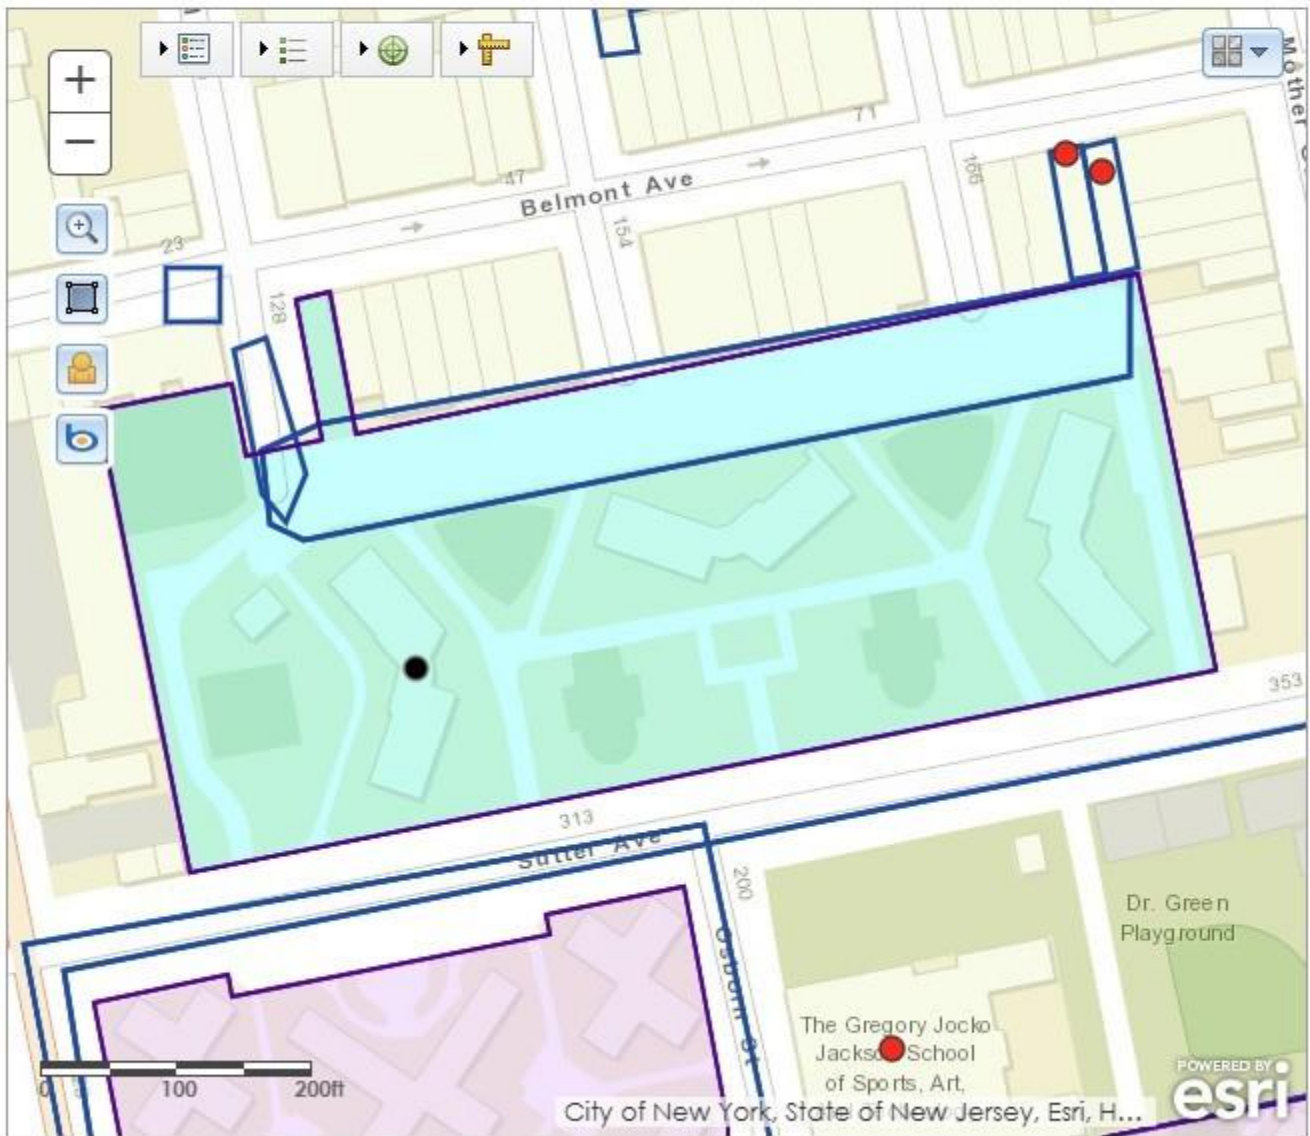 +
−
71
Mother
47
Belmont Ave
166
154
23
128
353
313
Sutter Ave
200
Dr. Green
Playground
Osborn St
The Gregory Jocko
Jackson School
of Sports, Art,
0
100
200ft
POWERED BY
esri
City of New York, State of New Jersey, Esri, H...